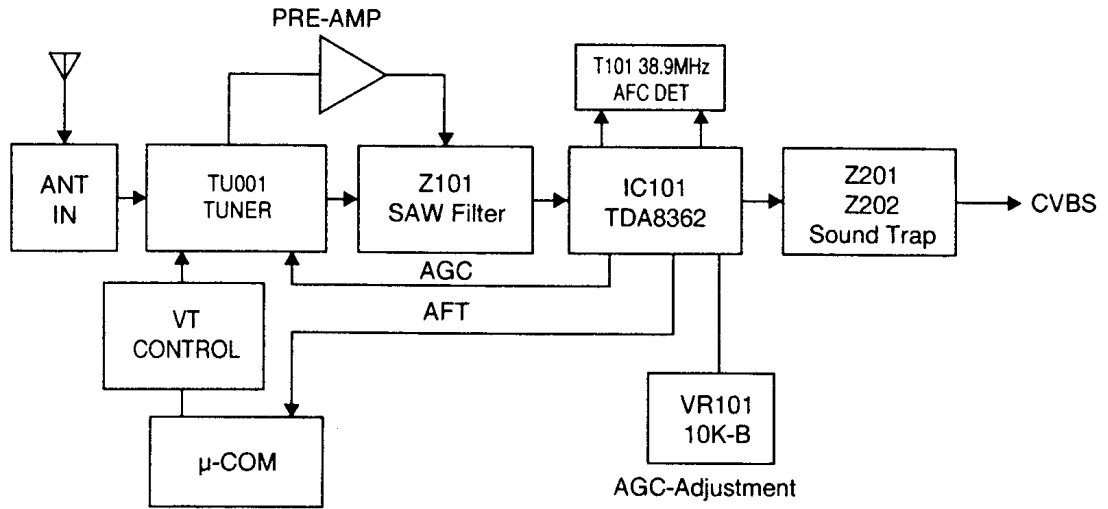 PRE-AMP
T101 38.9MHz
AFC DET
ANT
IN
TU001
TUNER
Z101
SAW Filter
IC101
TDA8362
Z201
Z202
Sound Trap
CVBS
AGC
AFT
VT
CONTROL
VR101
10K-B
μ-COM
AGC-Adjustment